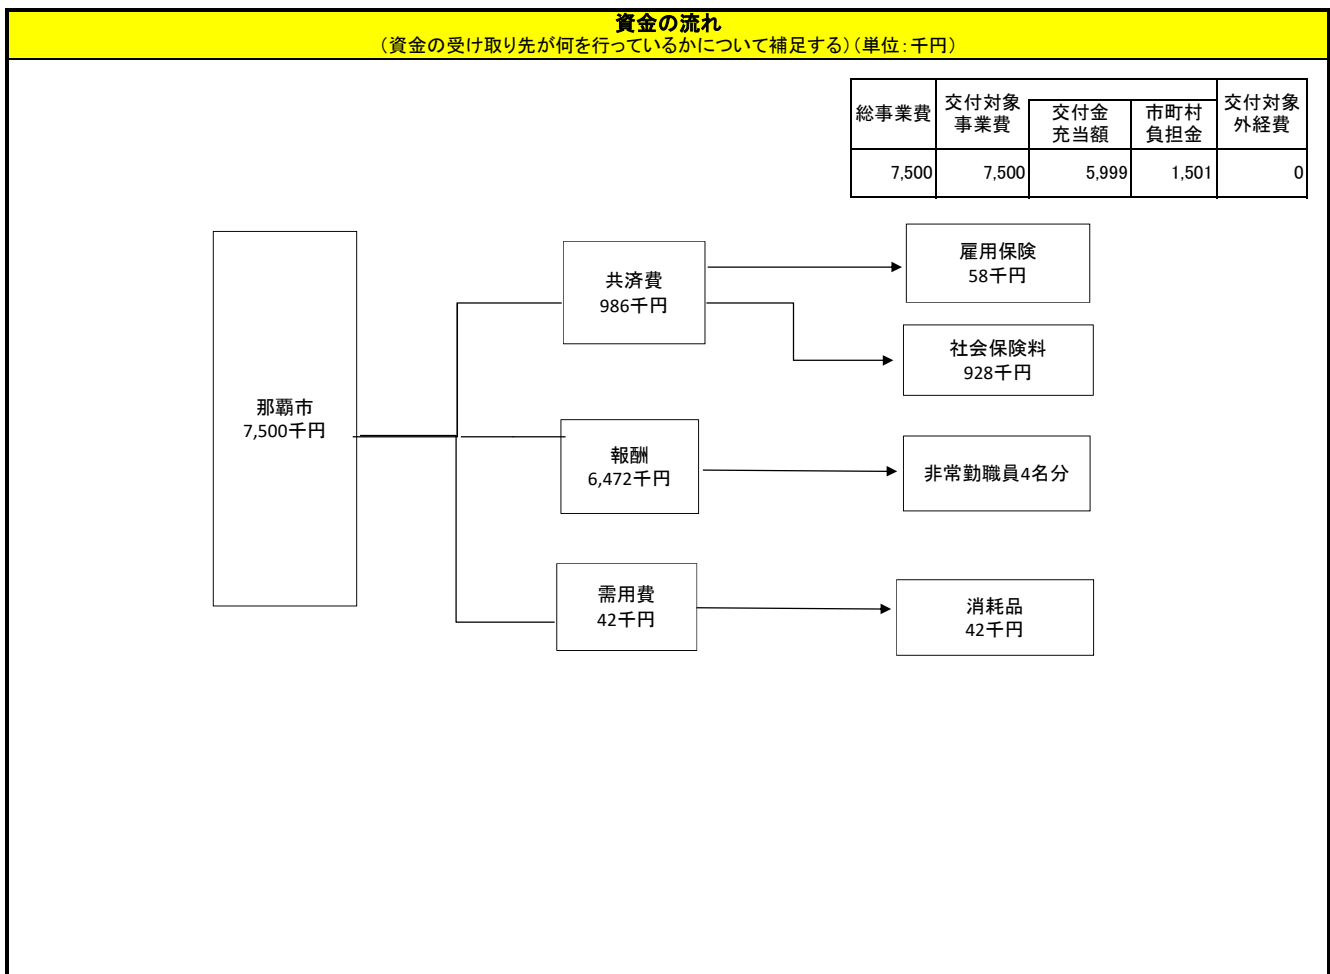 資金の流れ
（資金の受け取り先が何を行っているかについて補足する）（単位：千円）
総事業費
交付対象
事業費
交付金
充当額
市町村
負担金
交付対象
外経費
7,500
7,500
5,999
1,501
0
那覇市
7,500千円
共済費
986千円
雇用保険
58千円
社会保険料
928千円
報酬
6,472千円
非常勤職員4名分
需用費
42千円
消耗品
42千円